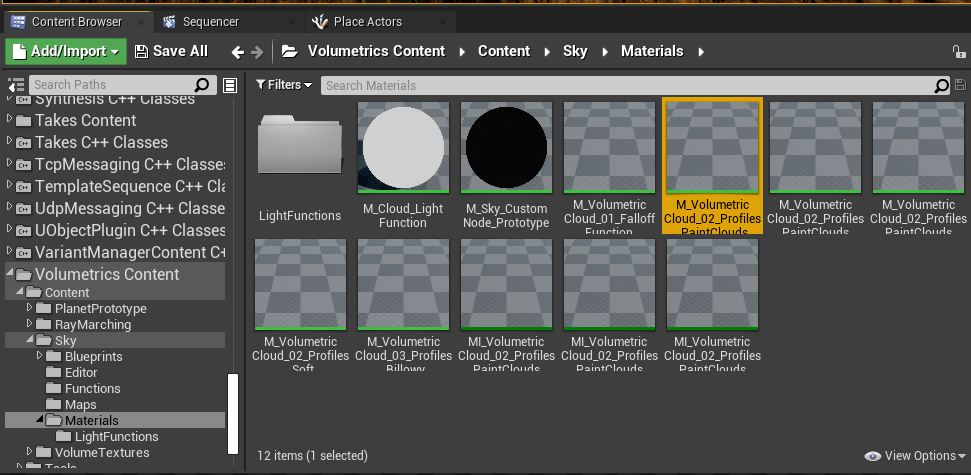 Content Browser
Sequencer
Place Actors
Add/Import
Save All
Volumetrics Content
Content
Sky
Materials
Search Paths
Filters
Search Materials
Synthesis C++ Classes
Takes Content
Takes C++ Classes
TcpMessaging C++ Classes
TemplateSequence C++ Cla
UdpMessaging C++ Classe
UObjectPlugin C++ Classes
VariantManagerContent C+
Volumetrics Content
Content
PlanetPrototype
RayMarching
Sky
Blueprints
Editor
Functions
Maps
Materials
LightFunctions
VolumeTextures
Tools
LightFunctions
M_Cloud_Light
Function
M_Sky_Custom
Node_Prototype
M_Volumetric
Cloud_01_Falloff
Function
M_Volumetric
Cloud_02_Profiles
PaintClouds
M_Volumetric
Cloud_02_Profiles
PaintClouds
M_Volumetric
Cloud_02_Profiles
PaintClouds
M_Volumetric
Cloud_02_Profiles
Soft
M_Volumetric
Cloud_03_Profiles
Billowy
MI_Volumetric
Cloud_02_Profiles
PaintClouds
MI_Volumetric
Cloud_02_Profiles
PaintClouds
MI_Volumetric
Cloud_02_Profiles
PaintClouds
12 items (1 selected)
View Options